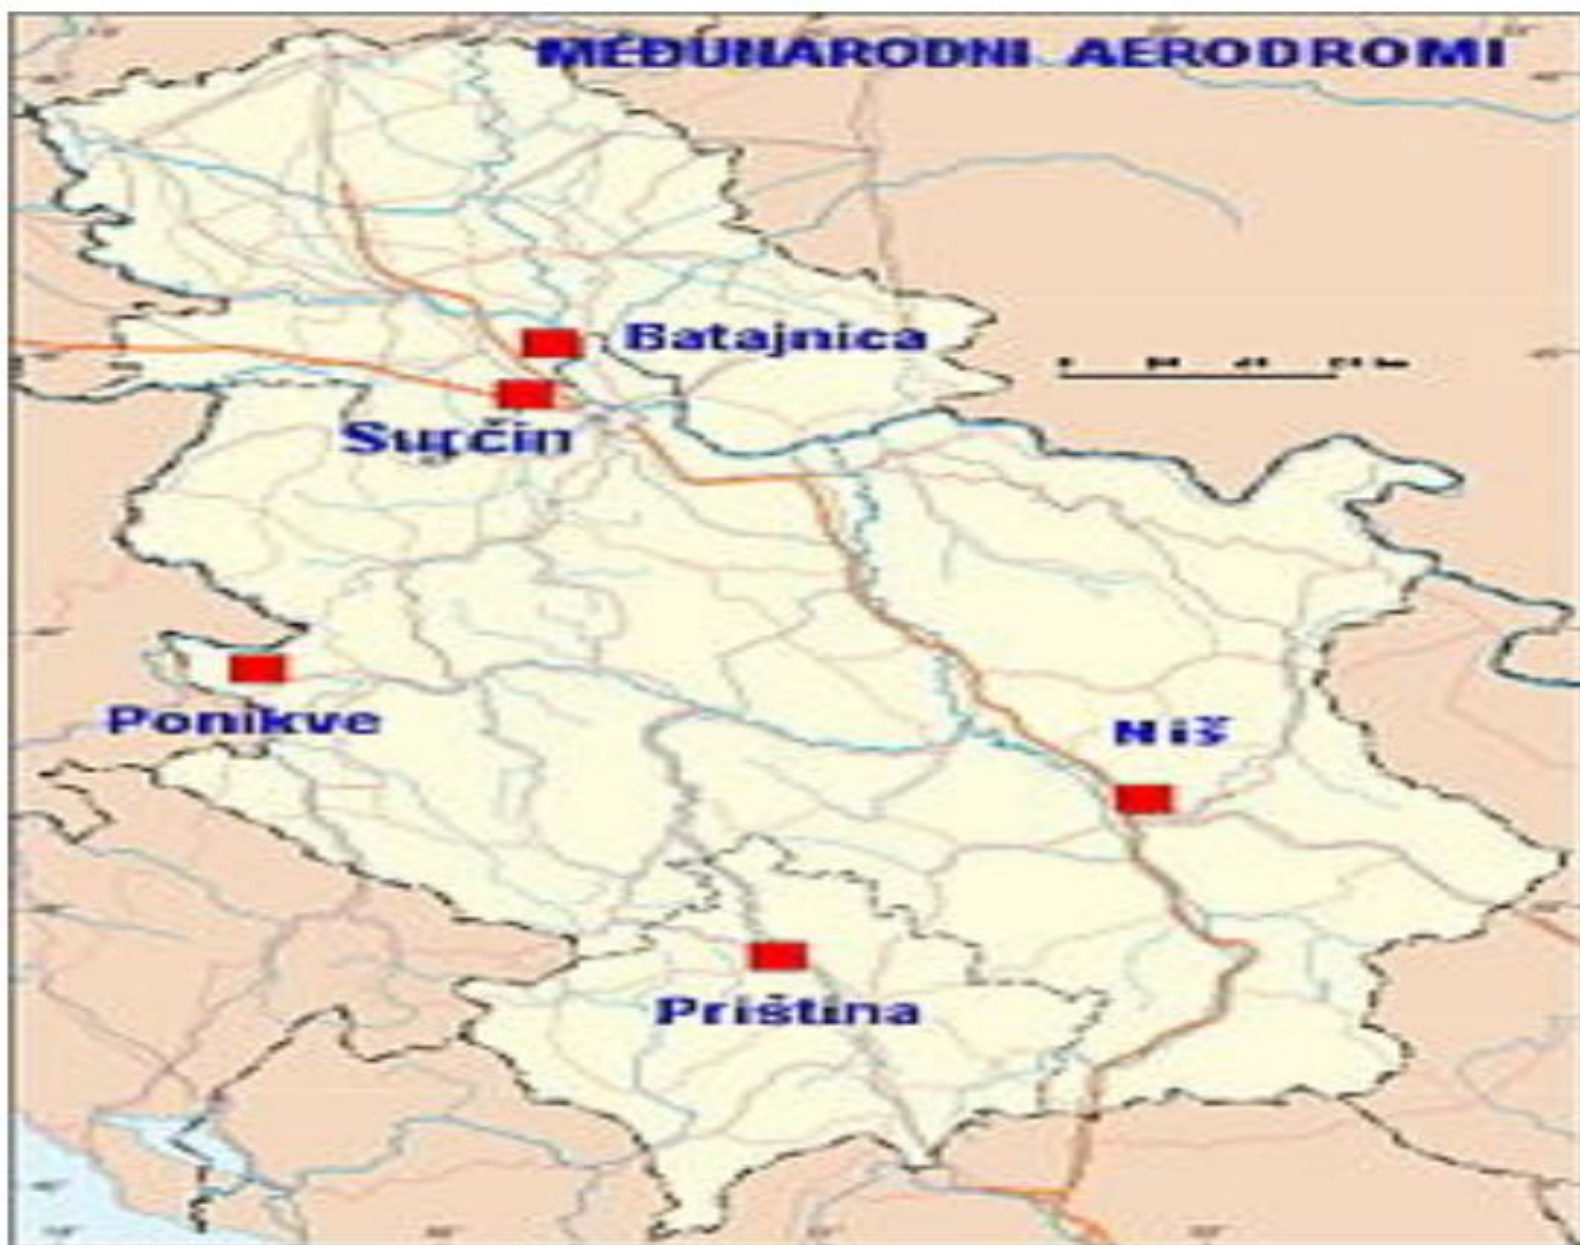 MEĐUNARODNI AERODROMI
Batajnica
Surčin
Ponikve
Niš
Priština